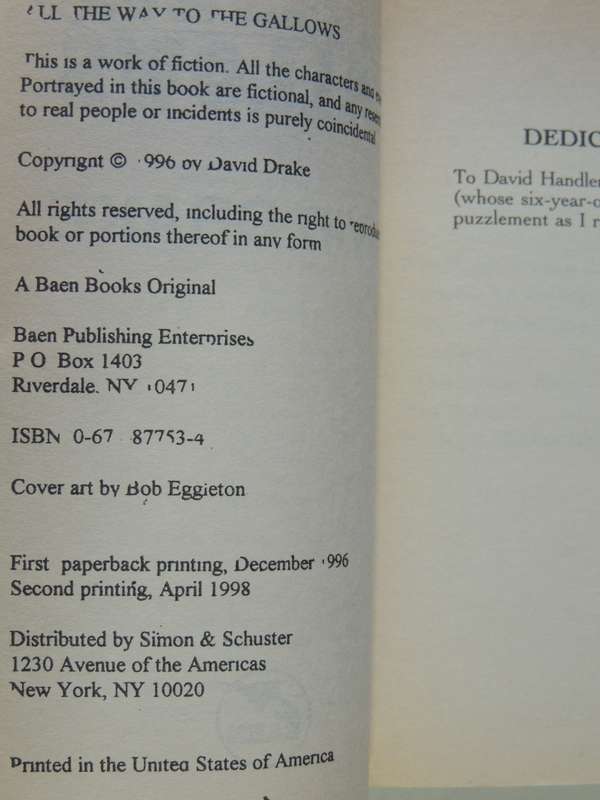 ALL THE WAY TO THE GALLOWS
This is a work of fiction. All the characters and
Portrayed in this book are fictional, and any
to real people or incidents is purely coincidental
Copyright © 1996 by David Drake
All rights reserved, including the right to reproduce
book or portions thereof in any form
A Baen Books Original
Baen Publishing Enterprises
P O Box 1403
Riverdale. NY 10471
ISBN 0-67 87753-4
Cover art by Bob Eggleton
First paperback printing, December 1996
Second printing, April 1998
Distributed by Simon & Schuster
1230 Avenue of the Americas
New York, NY 10020
Printed in the United States of America
DEDIC
To David Handler
(whose six-year-o
puzzlement as I r